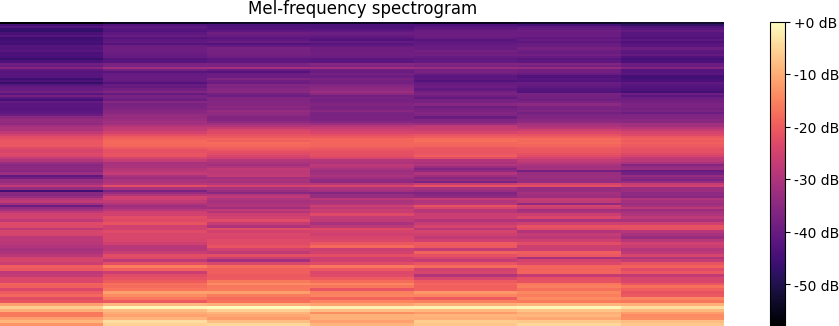 Mel-frequency spectrogram
+0 dB
-10 dB
-20 dB
-30 dB
-40 dB
-50 dB